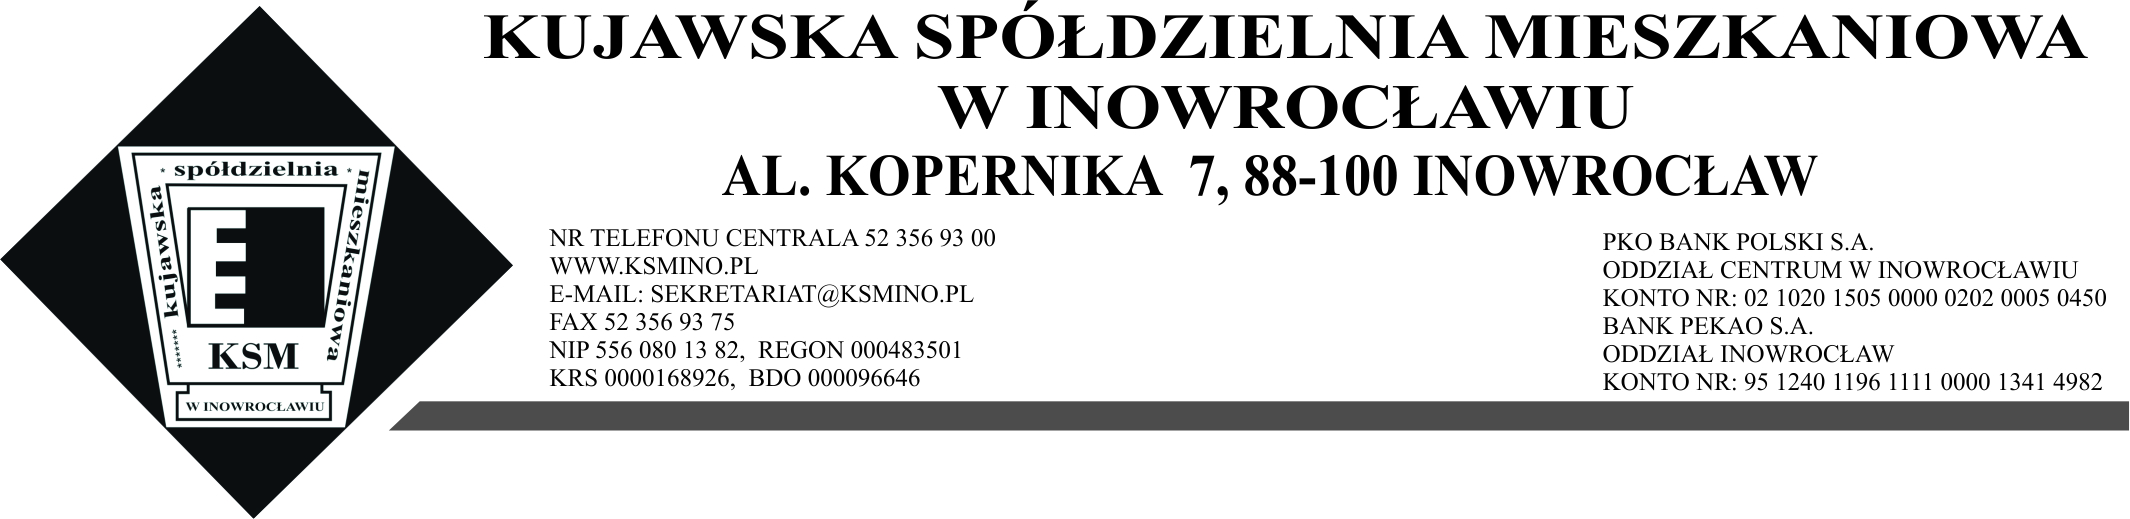 KUJAWSKA SPÓŁDZIELNIA MIESZKANIOWA
W INOWROCŁAWIU
AL. KOPERNIKA 7, 88-100 INOWROCŁAW
NR TELEFONU CENTRALA 52 356 93 00
WWW.KSMINO.PL
E-MAIL: SEKRETARIAT@KSMINO.PL
FAX 52 356 93 75
NIP 556 080 13 82, REGON 000483501
KRS 0000168926, BDO 000096646
PKO BANK POLSKI S.A.
ODDZIAŁ CENTRUM W INOWROCŁAWIU
KONTO NR: 02 1020 1505 0000 0202 0005 0450
BANK PEKAO S.A.
ODDZIAŁ INOWROCŁAW
KONTO NR: 95 1240 1196 1111 0000 1341 4982
kujawska
* spółdzielnia *
mieszkaniowa
KSM
W INOWROCŁAWIU